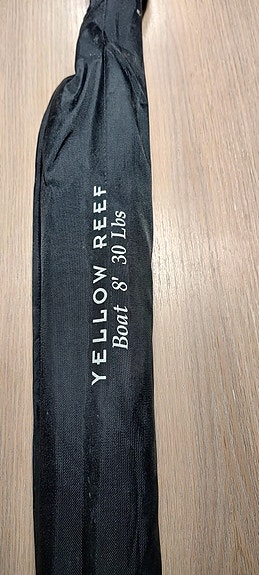 YELLOW REEF
Boat 8' 30 Lbs